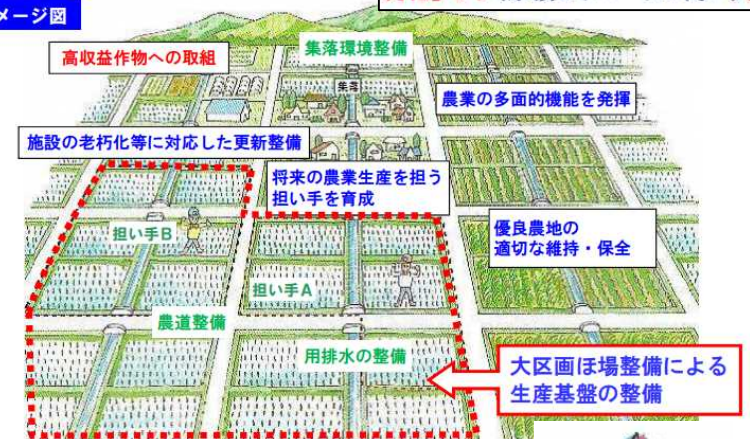 メージ図
高収益作物への取組
集落環境整備
集落
農業の多面的機能を発揮
施設の老朽化等に対応した更新整備
将来の農業生産を担う
担い手を育成
担い手B
優良農地の
適切な維持・保全
担い手A
農道整備
用排水の整備
大区画ほ場整備による
生産基盤の整備